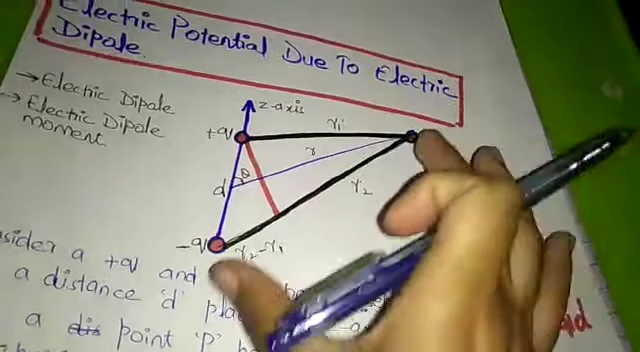 Electric Potential Due To Electric
Dipole.
→ Electric Dipole
→ Electric Dipole
moment.
z-axis
+q
r₁
r
θ
d
r₂
-q
r₂-r₁
a +q and
a distance 'd'
a dis point 'p'